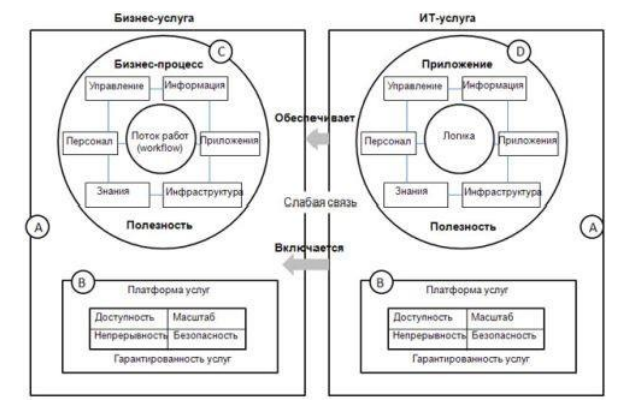 Бизнес-услуга
ИТ-услуга
C
Бизнес-процесс
Управление
Информация
Персонал
Поток работ
(workflow)
Приложения
Знания
Инфраструктура
Полезность
A
B
Платформа услуг
Доступность
Масштаб
Непрерывность
Безопасность
Гарантированность услуг
Обеспечивает
Слабая связь
Включается
D
Приложение
Управление
Информация
Персонал
Логика
Приложения
Знания
Инфраструктура
Полезность
A
B
Платформа услуг
Доступность
Масштаб
Непрерывность
Безопасность
Гарантированность услуг